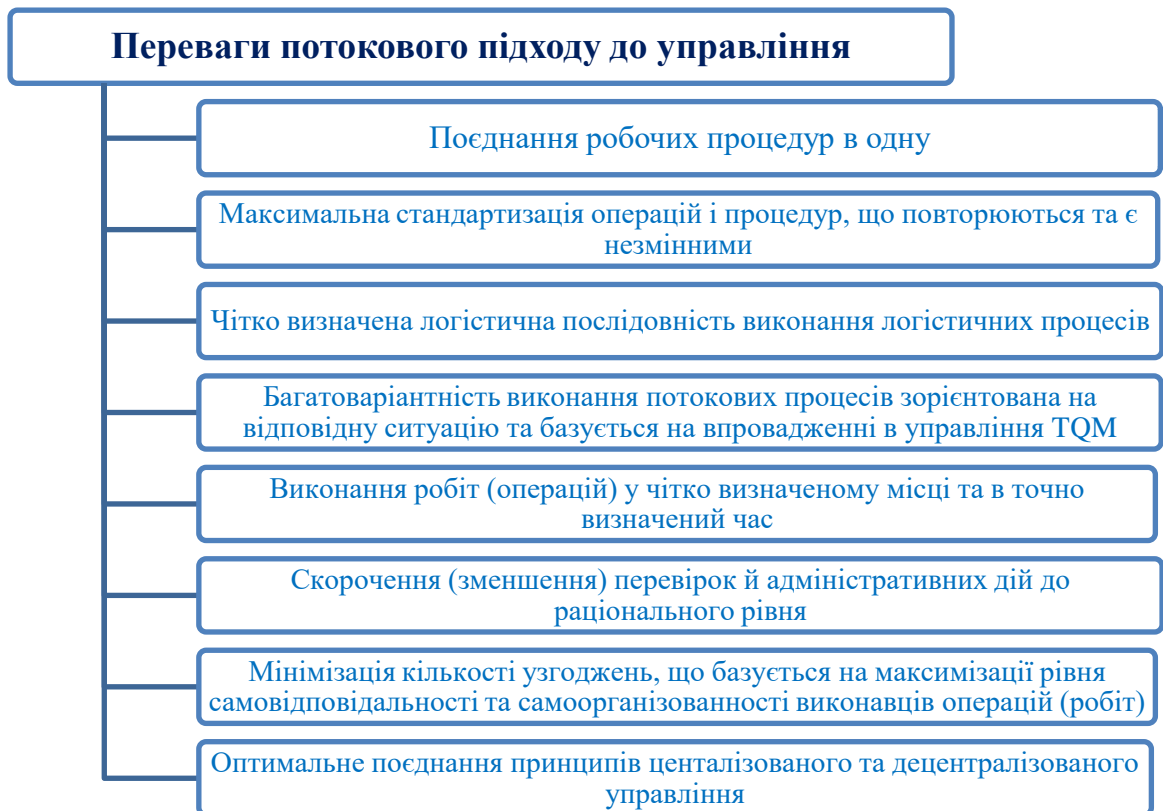 Переваги потокового підходу до управління
Поєднання робочих процедур в одну
Максимальна стандартизація операцій і процедур, що повторюються та є
незмінними
Чітко визначена логістична послідовність виконання логістичних процесів
Багатоваріантність виконання потокових процесів зорієнтована на
відповідну ситуацію та базується на впровадженні в управління TQM
Виконання робіт (операцій) у чітко визначеному місці та в точно
визначений час
Скорочення (зменшення) перевірок й адміністративних дій до
раціонального рівня
Мінімізація кількості узгоджень, що базується на максимізації рівня
самовідповідальності та самоорганізованності виконавців операцій (робіт)
Оптимальне поєднання принципів централізованого та децентралізованого
управління